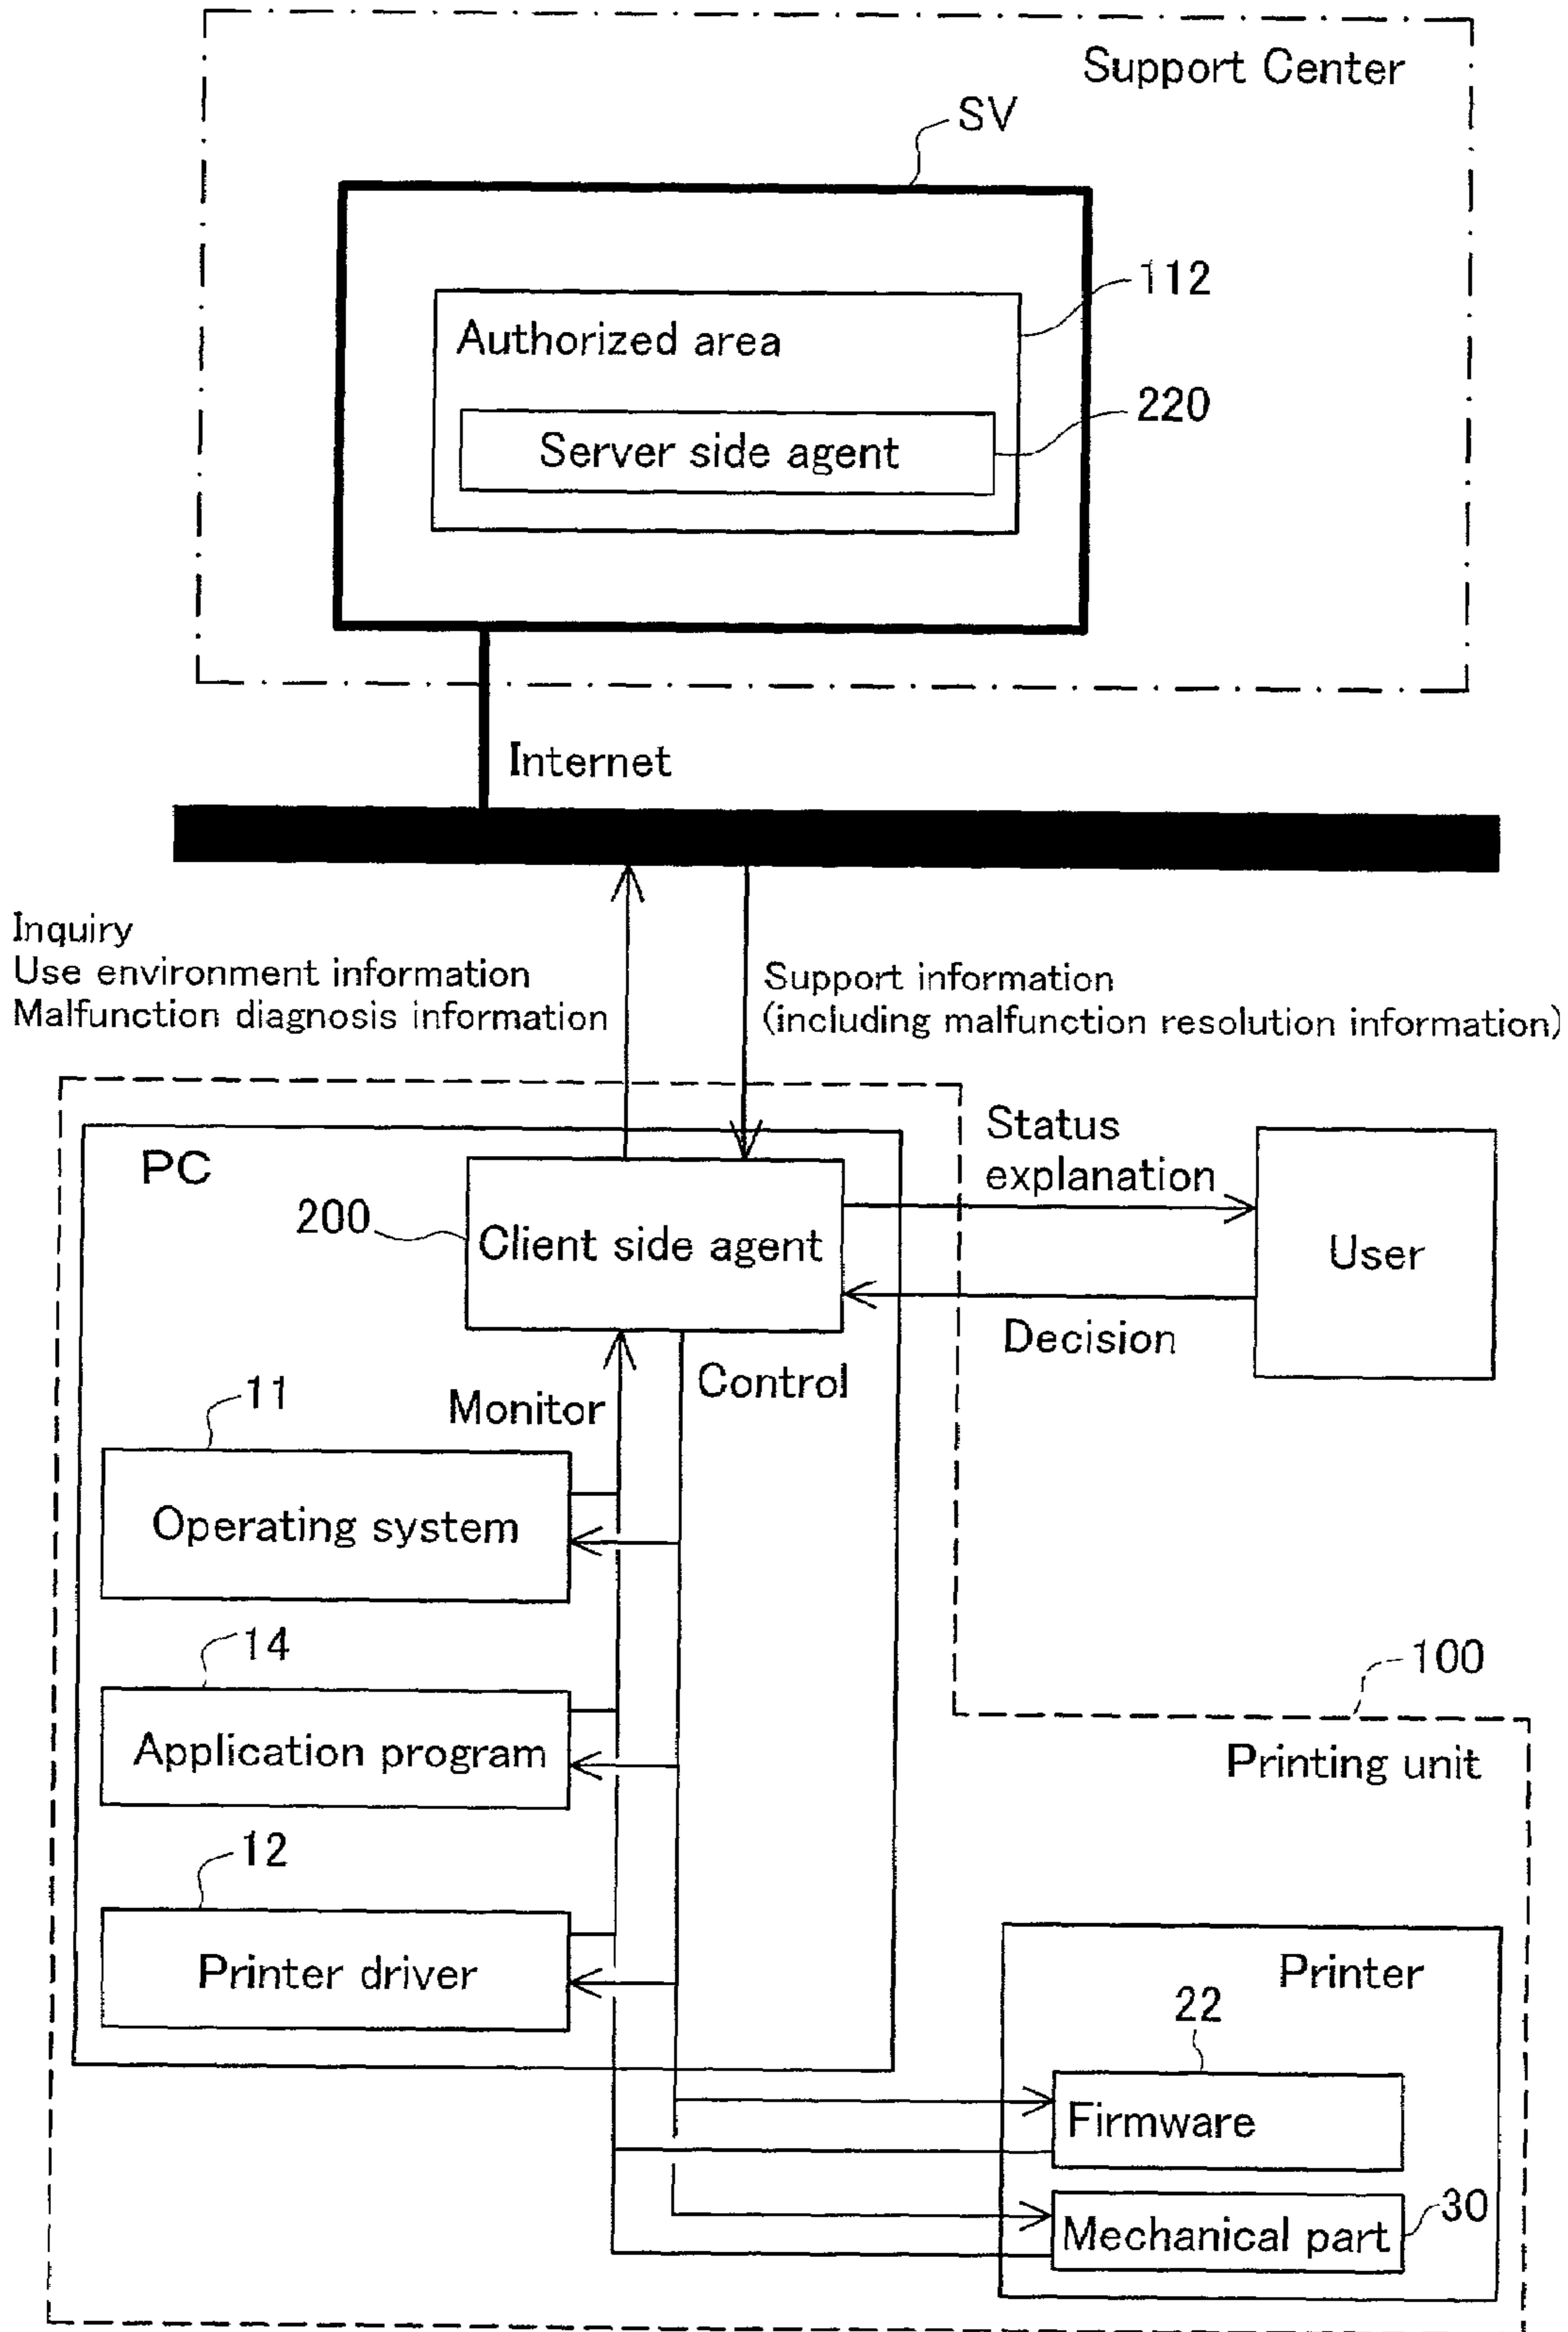 Support Center
SV
112
Authorized area
220
Server side agent
Internet
Inquiry
Use environment information
Malfunction diagnosis information
Support information
(including malfunction resolution information)
PC
200
Client side agent
Status
explanation
User
Decision
Control
Monitor
11
Operating system
14
Application program
100
Printing unit
12
Printer driver
Printer
22
Firmware
30
Mechanical part